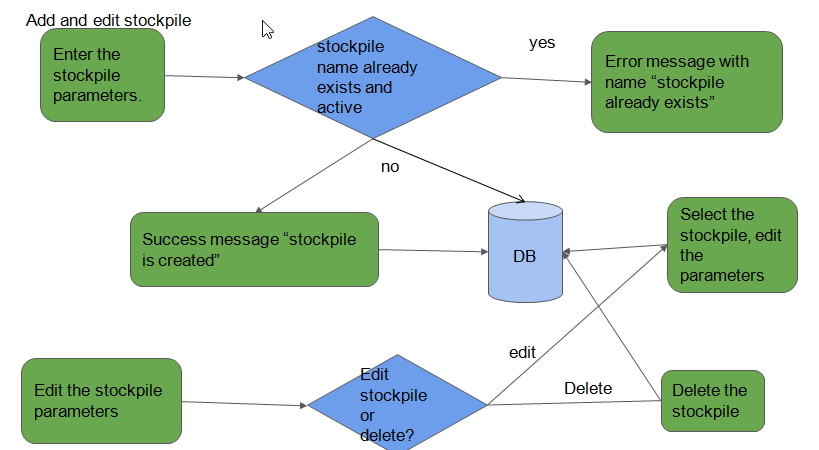 Add and edit stockpile
Enter the
stockpile
parameters.
stockpile
name already
exists and
active
yes
Error message with
name “stockpile
already exists”
no
Success message “stockpile
is created”
DB
Select the
stockpile, edit
the
parameters
edit
Edit the stockpile
parameters
Edit
stockpile
or
delete?
Delete
Delete the
stockpile